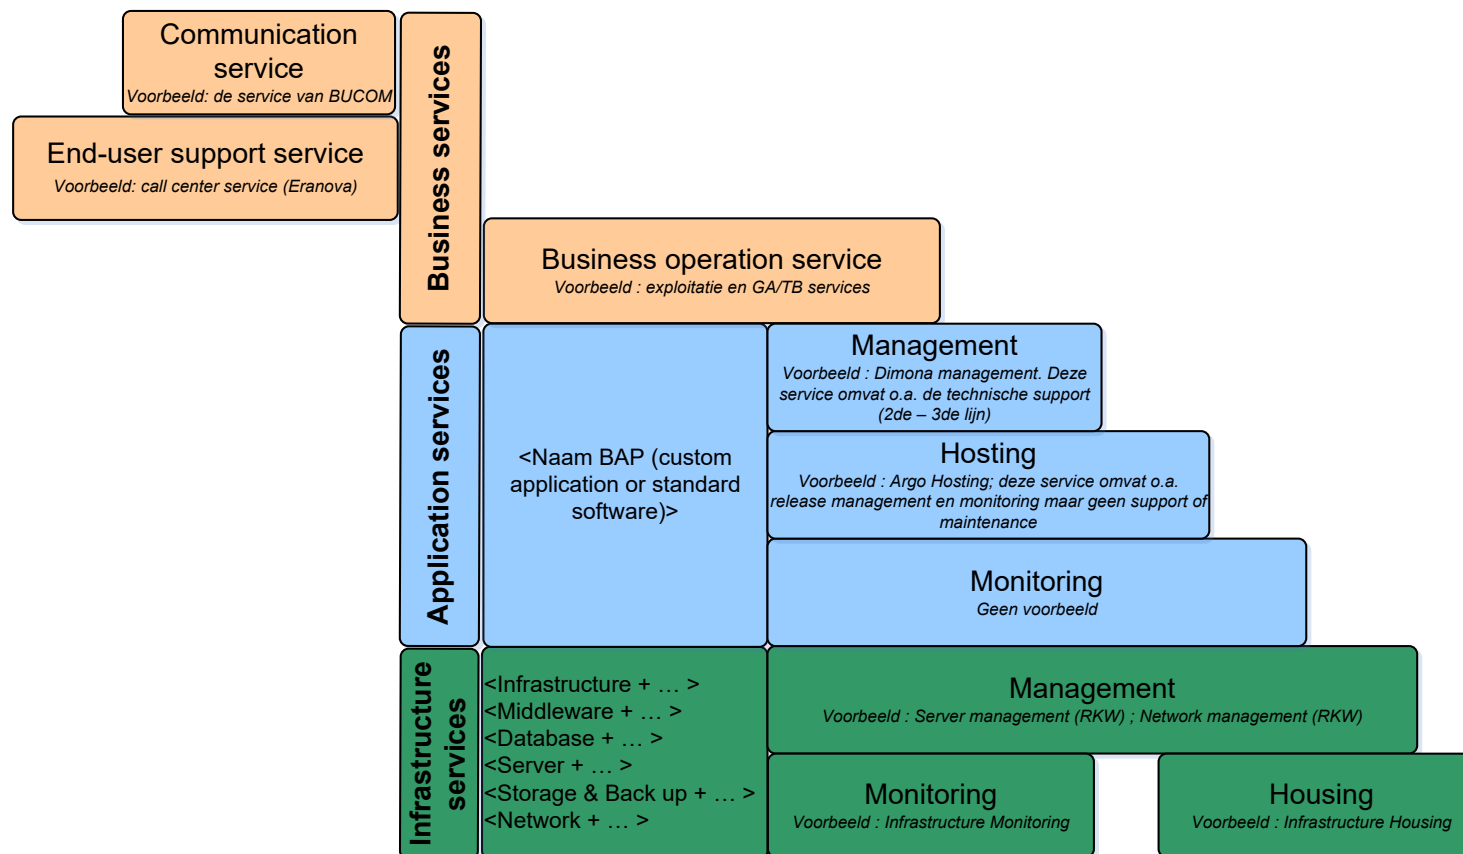 Communication
service
Voorbeeld: de service van BUCOM
End-user support service
Voorbeeld: call center service (Eranova)
Business services
Business operation service
Voorbeeld : exploitatie en GA/TB services
Application services
<Naam BAP (custom
application or standard
software)>
Management
Voorbeeld : Dimona management. Deze
service omvat o.a. de technische support
(2de – 3de lijn)
Hosting
Voorbeeld : Argo Hosting; deze service omvat o.a.
release management en monitoring maar geen support of
maintenance
Monitoring
Geen voorbeeld
Infrastructure
services
<Infrastructure + … >
<Middleware + … >
<Database + … >
<Server + … >
<Storage & Back up + … >
<Network + … >
Management
Voorbeeld : Server management (RKW) ; Network management (RKW)
Monitoring
Voorbeeld : Infrastructure Monitoring
Housing
Voorbeeld : Infrastructure Housing